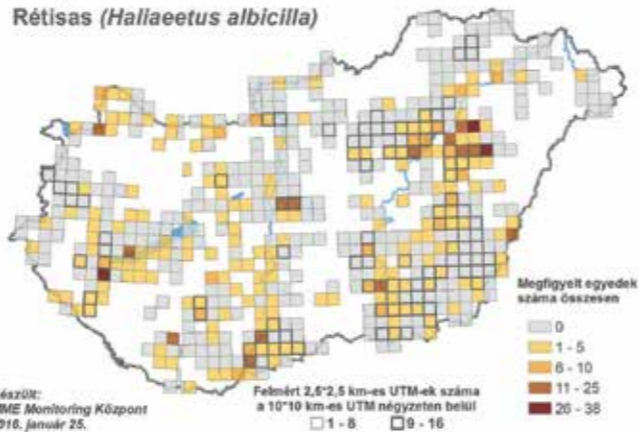 Rétisas (Haliaeetus albicilla)
Megfigyelt egyedek
száma összesen
0
1 - 5
6 - 10
11 - 25
26 - 38
Felmért 2,5*2,5 km-es UTM-ek száma
a 10*10 km-es UTM négyzeten belül
1 - 8
9 - 16
észült:
ME Monitoring Központ
016. január 25.